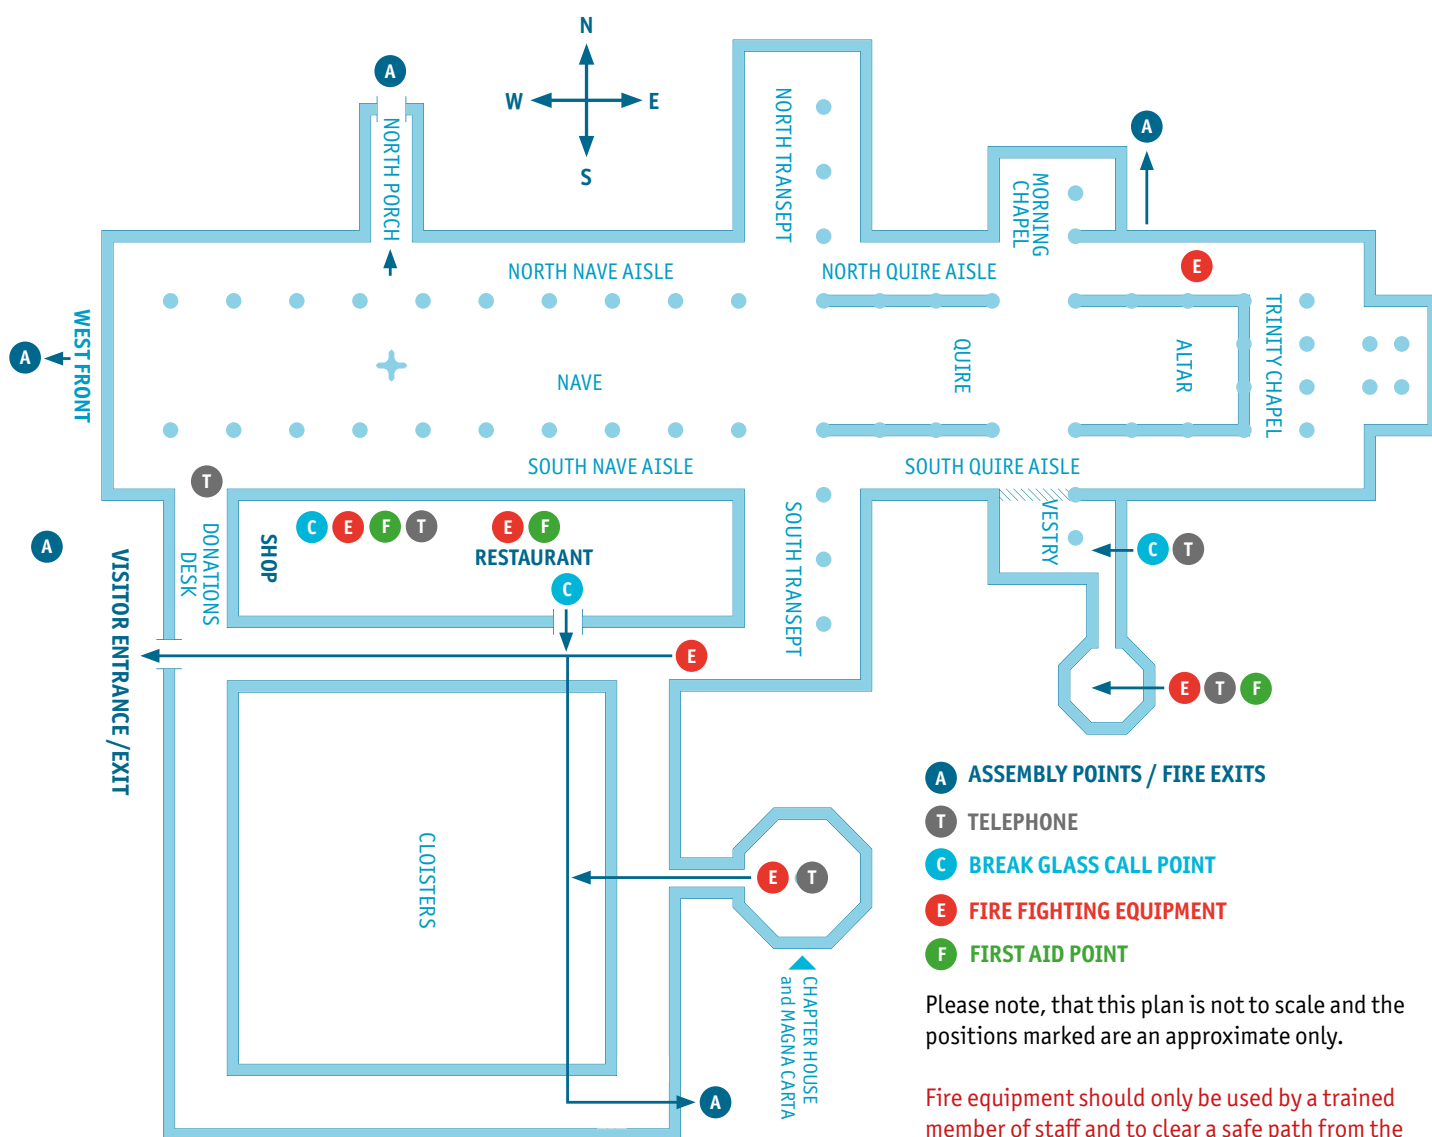 N
W E
S
A
A
NORTH PORCH
NORTH TRANSEPT
MORNING
CHAPEL
NORTH NAVE AISLE
NORTH QUIRE AISLE
E
A
WEST FRONT
NAVE
QUIRE
ALTAR
TRINITY CHAPEL
SOUTH NAVE AISLE
SOUTH QUIRE AISLE
T
A
VISITOR ENTRANCE /EXIT
DONATIONS
DESK
SHOP
C E F T
E F
RESTAURANT
C
SOUTH TRANSEPT
VESTRY
C T
E
E T F
CLOISTERS
E T
CHAPTER HOUSE
and MAGNA CARTA
A
A ASSEMBLY POINTS / FIRE EXITS
T TELEPHONE
C BREAK GLASS CALL POINT
E FIRE FIGHTING EQUIPMENT
F FIRST AID POINT
Please note, that this plan is not to scale and the
positions marked are an approximate only.
Fire equipment should only be used by a trained
member of staff and to clear a safe path from the